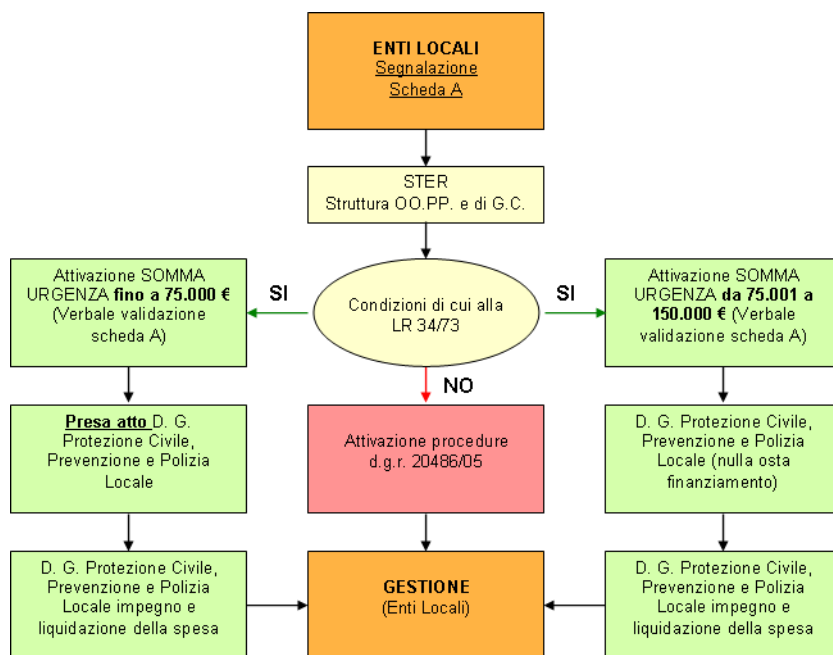 ENTI LOCALI
Segnalazione
Scheda A
STER
Struttura OO.PP. e di G.C.
Attivazione SOMMA
URGENZA fino a 75.000 €
(Verbale validazione
scheda A)
SI
Condizioni di cui alla
LR 34/73
SI
Attivazione SOMMA
URGENZA da 75.001 a
150.000 € (Verbale
validazione scheda A)
NO
Presa atto D. G.
Protezione Civile,
Prevenzione e Polizia
Locale
Attivazione procedure
d.g.r. 20486/05
D. G. Protezione Civile,
Prevenzione e Polizia
Locale (nulla osta
finanziamento)
D. G. Protezione Civile,
Prevenzione e Polizia
Locale impegno e
liquidazione della spesa
GESTIONE
(Enti Locali)
D. G. Protezione Civile,
Prevenzione e Polizia
Locale impegno e
liquidazione della spesa